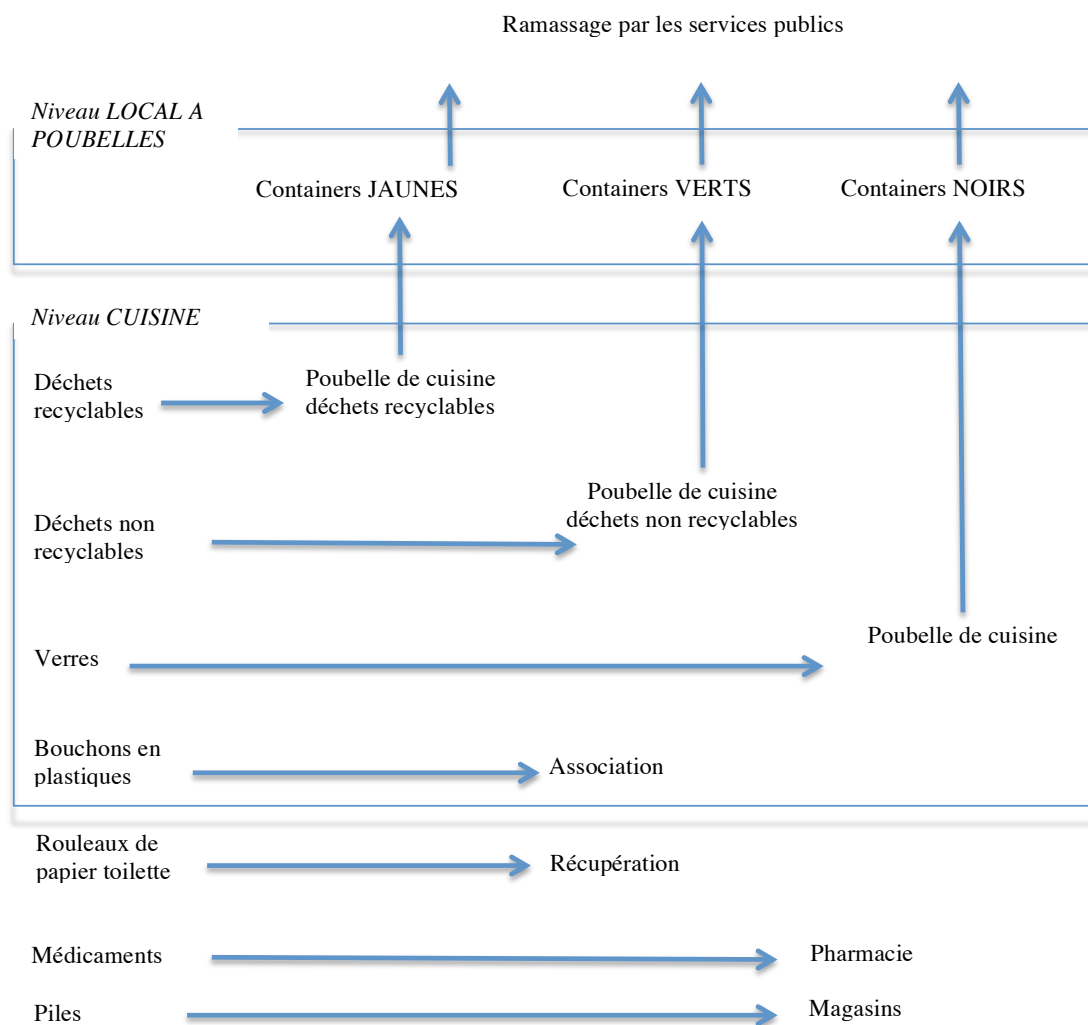 Ramassage par les services publics
Niveau LOCAL A
POUBELLES
Containers JAUNES
Containers VERTS
Containers NOIRS
Niveau CUISINE
Déchets
recyclables
Poubelle de cuisine
déchets recyclables
Déchets non
recyclables
Poubelle de cuisine
déchets non recyclables
Verres
Poubelle de cuisine
Bouchons en
plastiques
Association
Rouleaux de
papier toilette
Récupération
Médicaments
Pharmacie
Piles
Magasins